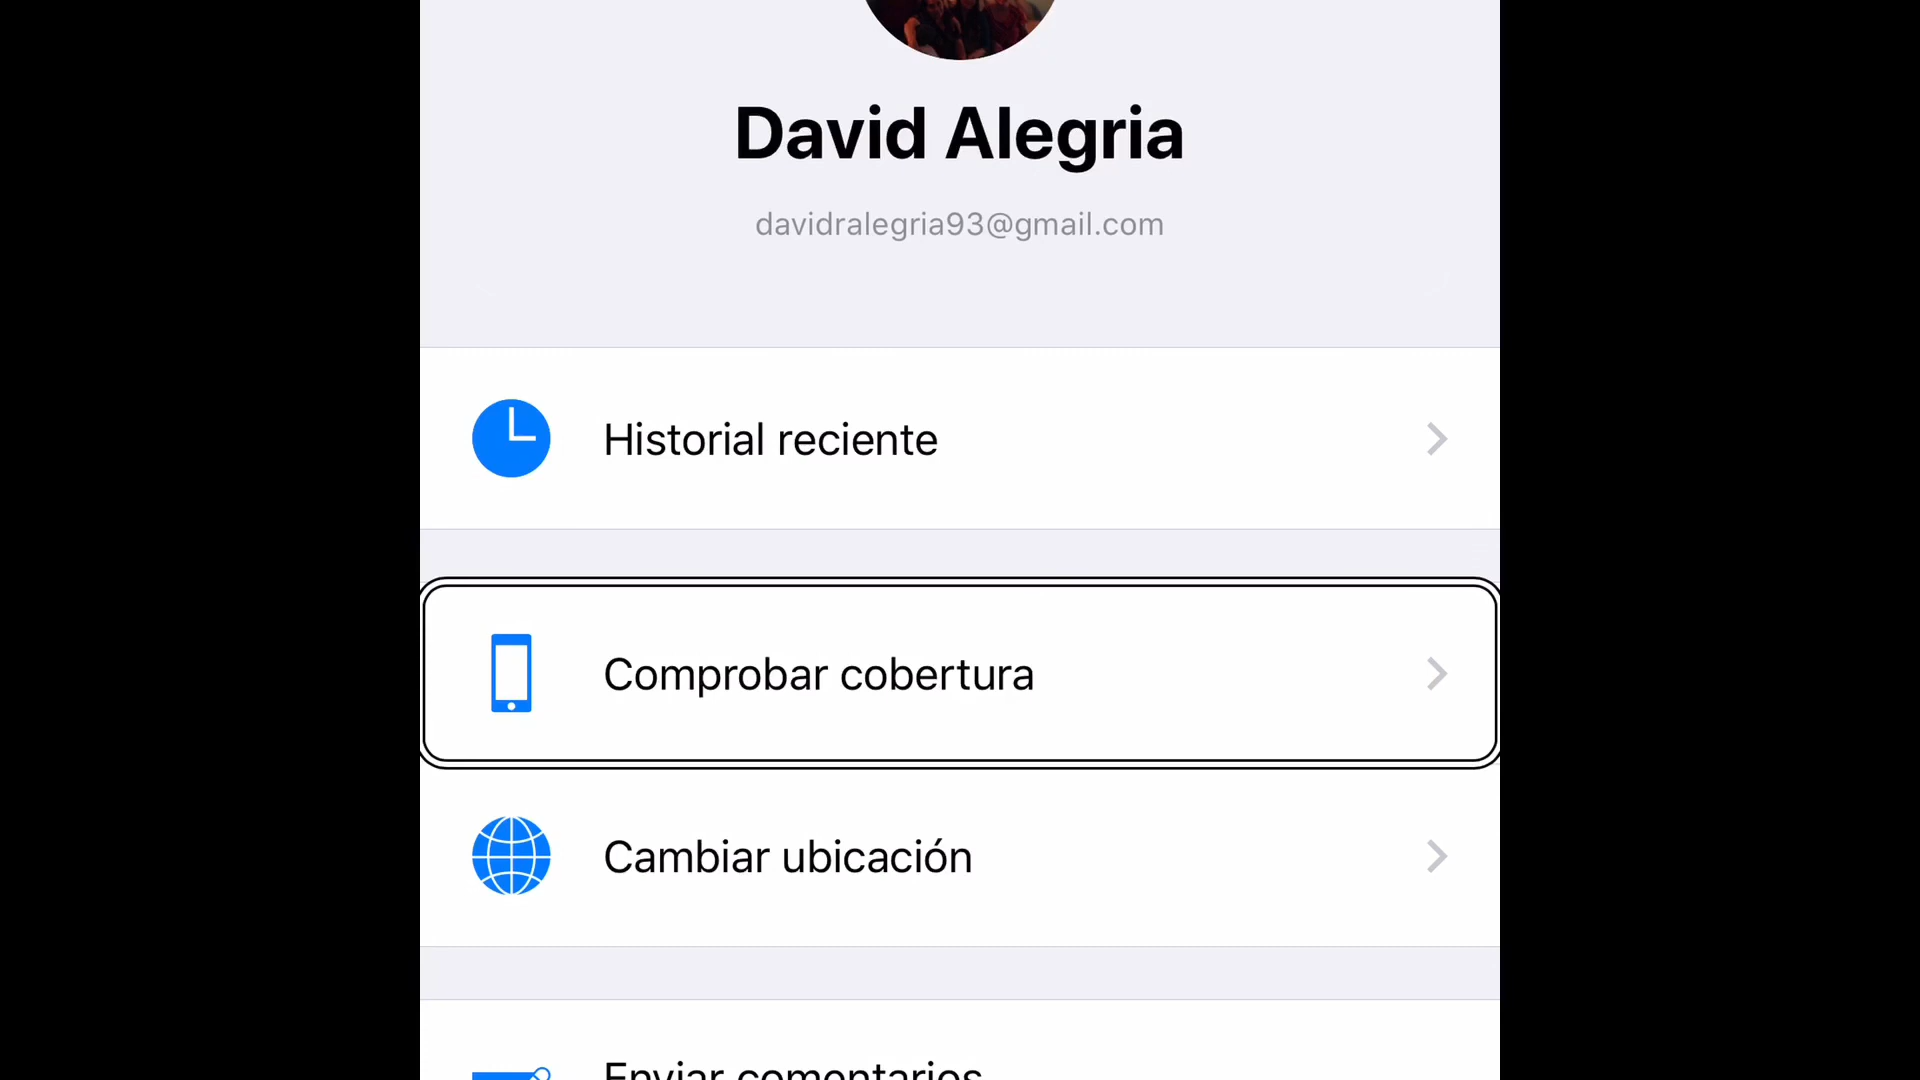 David Alegria
davidralegria93@gmail.com
Historial reciente
Comprobar cobertura
Cambiar ubicación
Enviar comentarios